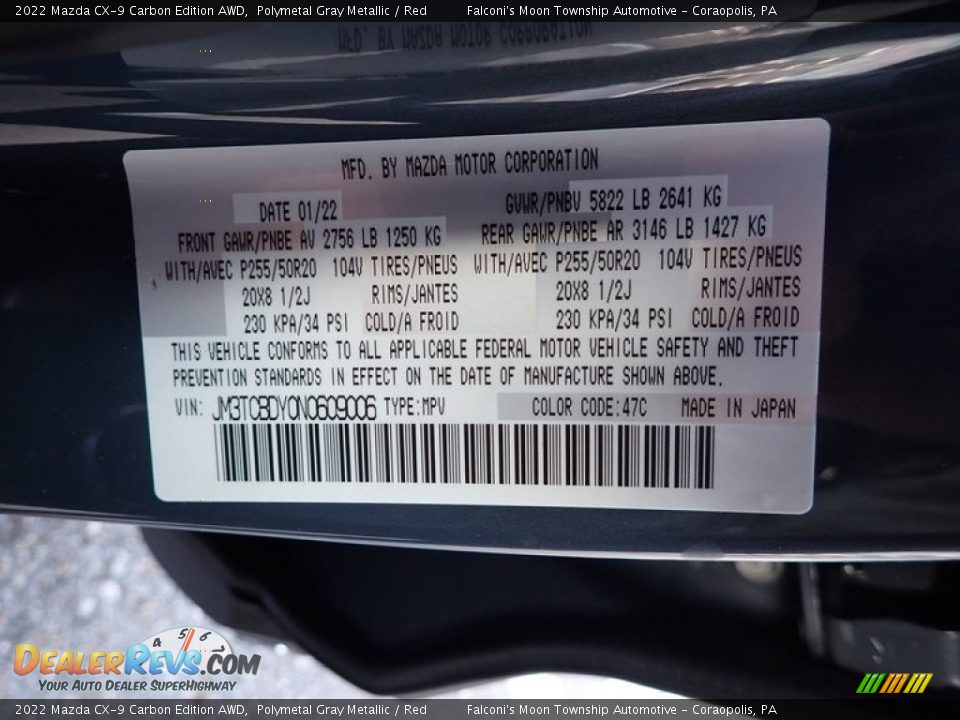 2022 Mazda CX-9 Carbon Edition AWD, Polymetal Gray Metallic / Red Falconi's Moon Township Automotive - Coraopolis, PA
MFD. BY MAZDA MOTOR CORPORATION
DATE 01/22 GVWR/PNBV 5822 LB 2641 KG
FRONT GAWR/PNBE AV 2756 LB 1250 KG REAR GAWR/PNBE AR 3146 LB 1427 KG
WITH/AVEC P255/50R20 104V TIRES/PNEUS WITH/AVEC P255/50R20 104V TIRES/PNEUS
20X8 1/2J RIMS/JANTES 20X8 1/2J RIMS/JANTES
230 KPA/34 PSI COLD/A FROID 230 KPA/34 PSI COLD/A FROID
THIS VEHICLE CONFORMS TO ALL APPLICABLE FEDERAL MOTOR VEHICLE SAFETY AND THEFT
PREVENTION STANDARDS IN EFFECT ON THE DATE OF MANUFACTURE SHOWN ABOVE.
VIN: JM3TCBDY0N0609006 TYPE:MPV COLOR CODE:47C MADE IN JAPAN
4 5 6
DEALERREVS.COM
YOUR AUTO DEALER SUPERHIGHWAY
2022 Mazda CX-9 Carbon Edition AWD, Polymetal Gray Metallic / Red Falconi's Moon Township Automotive - Coraopolis, PA